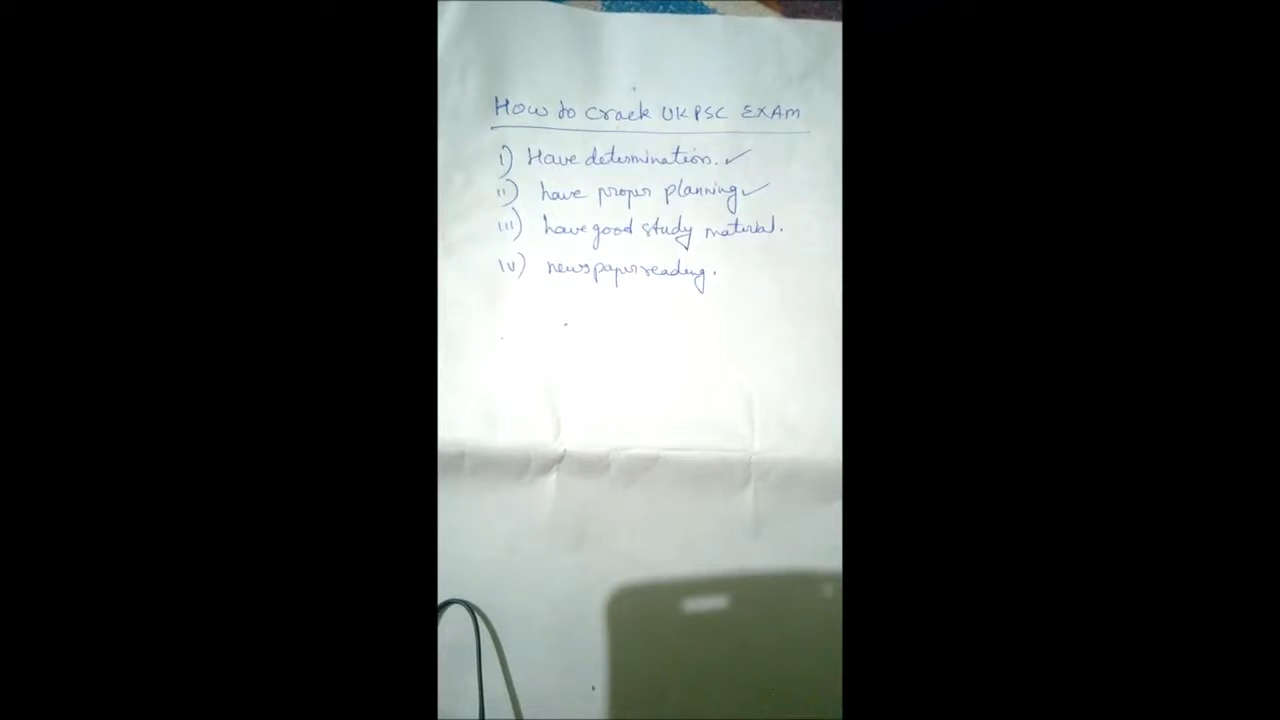 How to crack UKPSC EXAM
i) Have determination. ✓
ii) have proper planning ✓
iii) have good study material.
iv) newspaper reading.